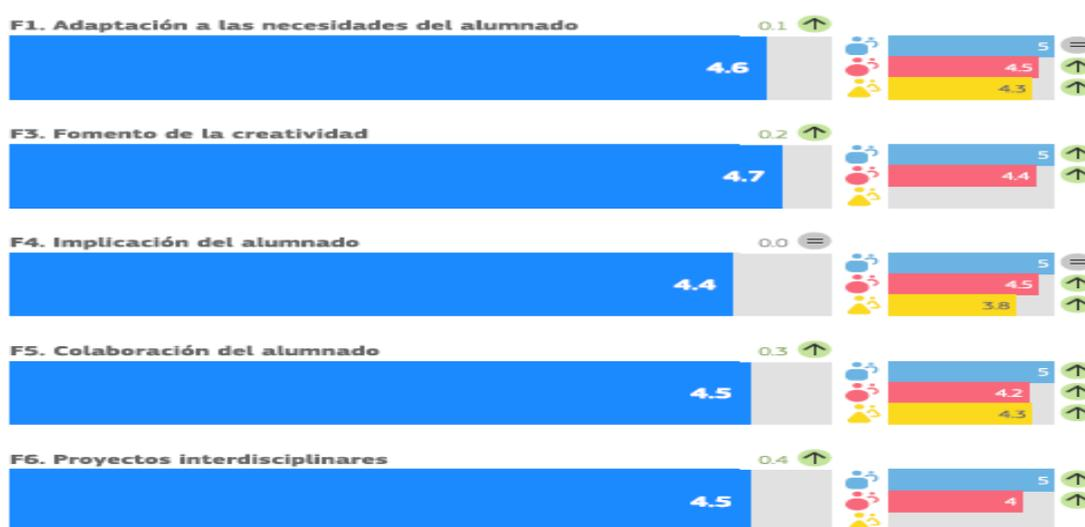 F1. Adaptación a las necesidades del alumnado 0.1
5
4.6 4.5
4.3
F3. Fomento de la creatividad 0.2
5
4.7 4.4
F4. Implicación del alumnado 0.0 =
5 =
4.4 4.5
3.8
F5. Colaboración del alumnado 0.3
5
4.5 4.2
4.3
F6. Proyectos interdisciplinares 0.4
5
4.5 4